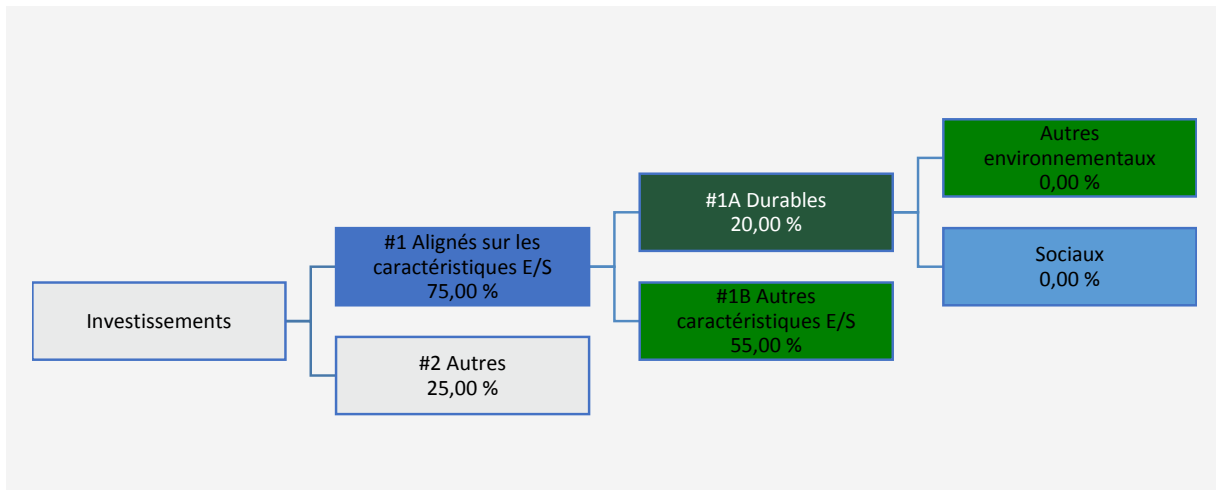 Investissements
#1 Alignés sur les
caractéristiques E/S
75,00 %
#2 Autres
25,00 %
#1A Durables
20,00 %
#1B Autres
caractéristiques E/S
55,00 %
Autres
environnementaux
0,00 %
Sociaux
0,00 %